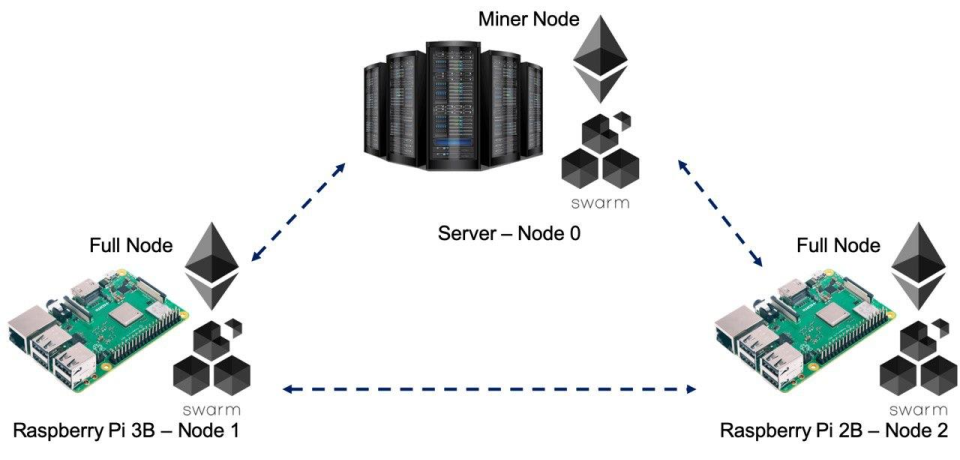 Miner Node
swarm
Server – Node 0
Full Node
swarm
Raspberry Pi 3B – Node 1
Full Node
swarm
Raspberry Pi 2B – Node 2